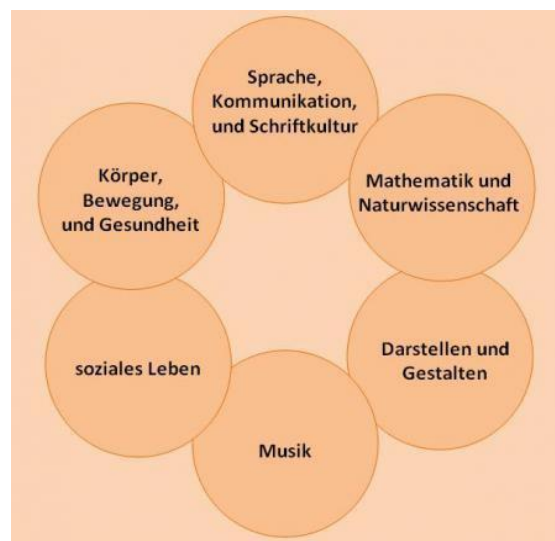 Sprache,
Kommunikation,
und Schriftkultur
Mathematik und
Naturwissenschaft
Darstellen und
Gestalten
Musik
soziales Leben
Körper,
Bewegung,
und Gesundheit